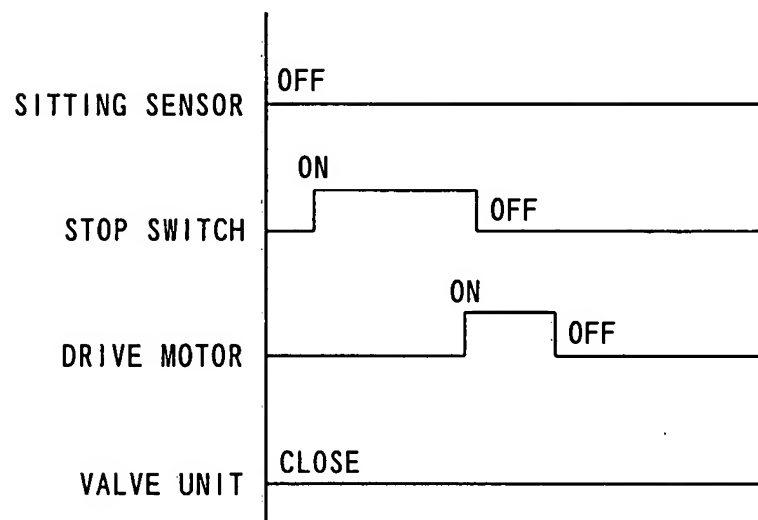 OFF
SITTING SENSOR
ON
STOP SWITCH
OFF
ON
DRIVE MOTOR
OFF
CLOSE
VALVE UNIT